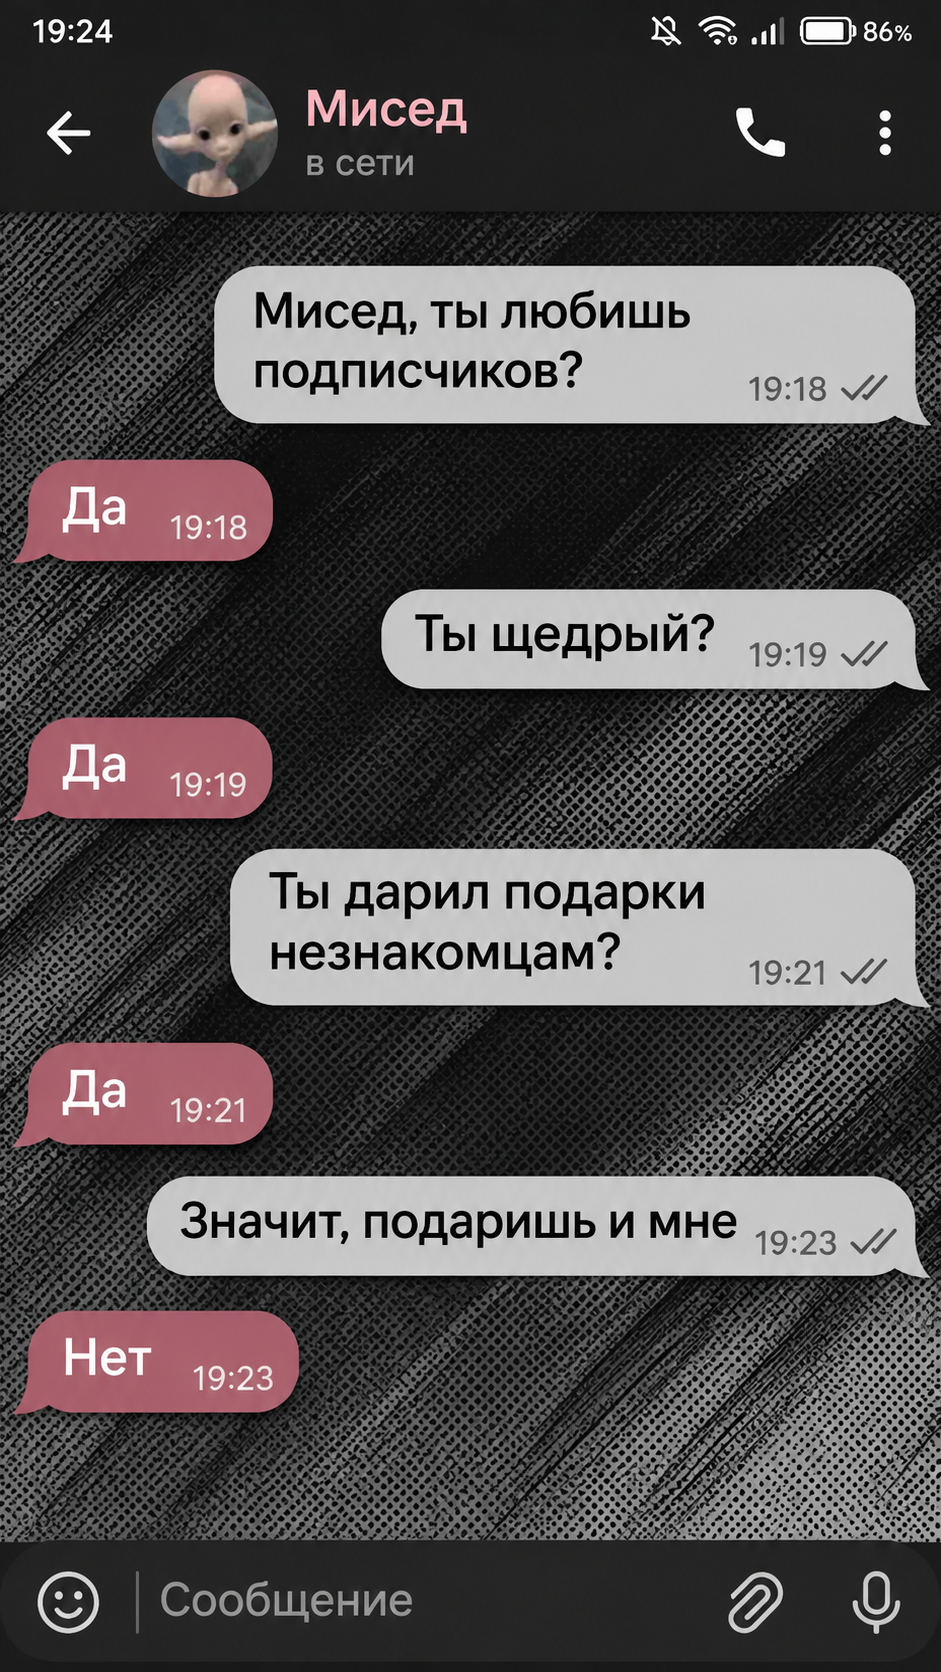 19:24
86%
Мисед
в сети
Мисед, ты любишь
подписчиков?
19:18
Да
19:18
Ты щедрый?
19:19
Да
19:19
Ты дарил подарки
незнакомцам?
19:21
Да
19:21
Значит, подаришь и мне
19:23
Нет
19:23
Сообщение